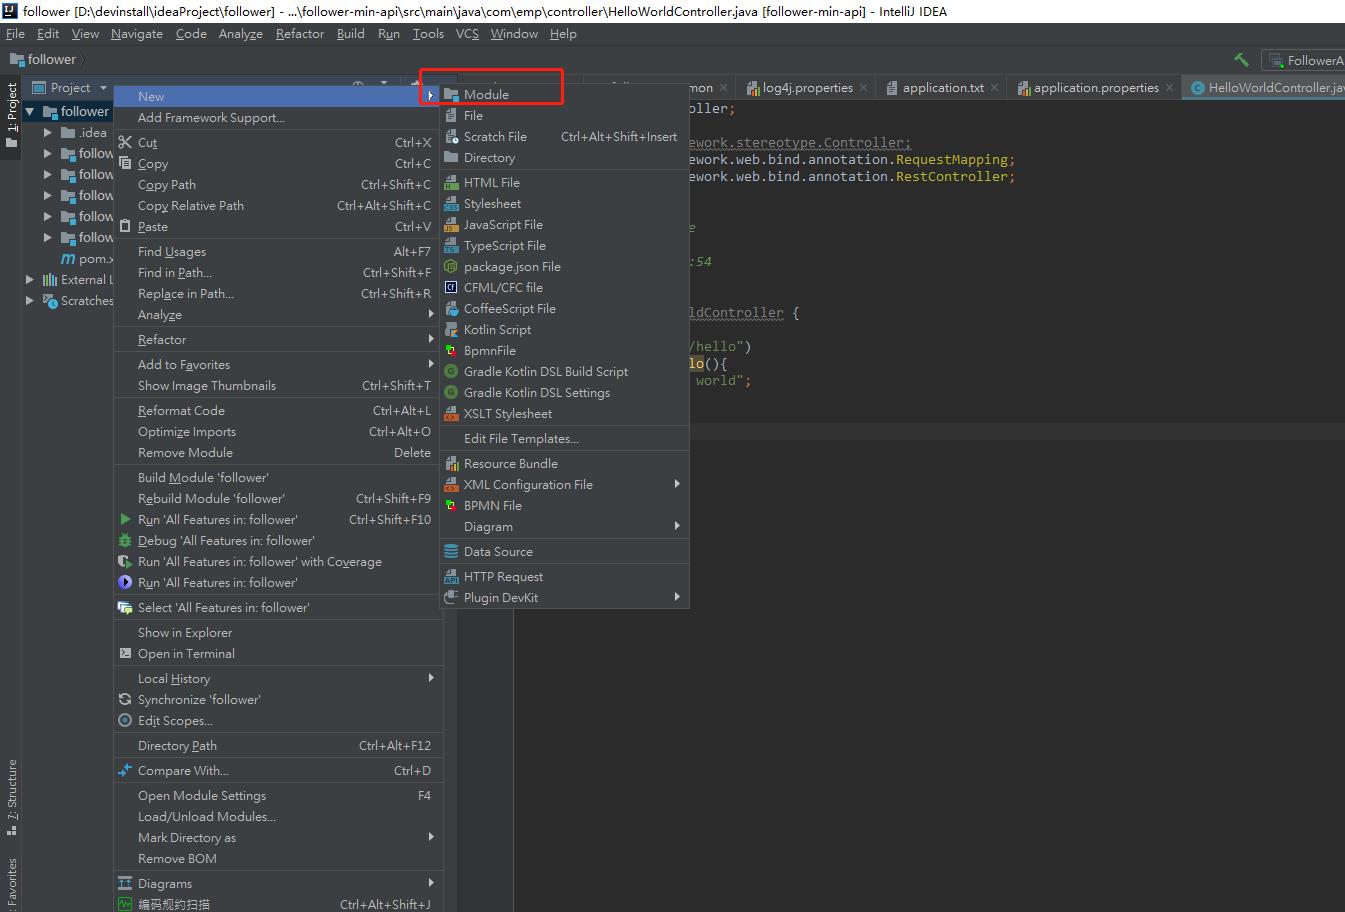 follower [D:\devinstall\ideaProject\follower] - ...\follower-min-api\src\main\java\com\emp\controller\HelloWorldController.java [follower-min-api] - IntelliJ IDEA
File Edit View Navigate Code Analyze Refactor Build Run Tools VCS Window Help
follower
FollowerA
1: Project
Project
log4j.properties
application.txt
application.properties
HelloWorldController.jav
follower
.idea
follow
follow
follow
follow
follow
pom.x
External L
Scratches
New
Add Framework Support...
Cut Ctrl+X
Copy Ctrl+C
Copy Path Ctrl+Shift+C
Copy Relative Path Ctrl+Alt+Shift+C
Paste Ctrl+V
Find Usages Alt+F7
Find in Path... Ctrl+Shift+F
Replace in Path... Ctrl+Shift+R
Analyze
Refactor
Add to Favorites
Show Image Thumbnails Ctrl+Shift+T
Reformat Code Ctrl+Alt+L
Optimize Imports Ctrl+Alt+O
Remove Module Delete
Build Module 'follower'
Rebuild Module 'follower' Ctrl+Shift+F9
Run 'All Features in: follower' Ctrl+Shift+F10
Debug 'All Features in: follower'
Run 'All Features in: follower' with Coverage
Run 'All Features in: follower'
Select 'All Features in: follower'
Show in Explorer
Open in Terminal
Local History
Synchronize 'follower'
Edit Scopes...
Directory Path Ctrl+Alt+F12
Compare With... Ctrl+D
Open Module Settings F4
Load/Unload Modules...
Mark Directory as
Remove BOM
Diagrams
编码规约扫描 Ctrl+Alt+Shift+J
Module
File
Scratch File Ctrl+Alt+Shift+Insert
Directory
HTML File
Stylesheet
JavaScript File
TypeScript File
package.json File
CFML/CFC file
CoffeeScript File
Kotlin Script
BpmnFile
Gradle Kotlin DSL Build Script
Gradle Kotlin DSL Settings
XSLT Stylesheet
Edit File Templates...
Resource Bundle
XML Configuration File
BPMN File
Diagram
Data Source
HTTP Request
Plugin DevKit
mon
oller;
ework.stereotype.Controller;
ework.web.bind.annotation.RequestMapping;
ework.web.bind.annotation.RestController;
e
:54
ldController {
/hello")
lo(){
world";
7: Structure
Favorites